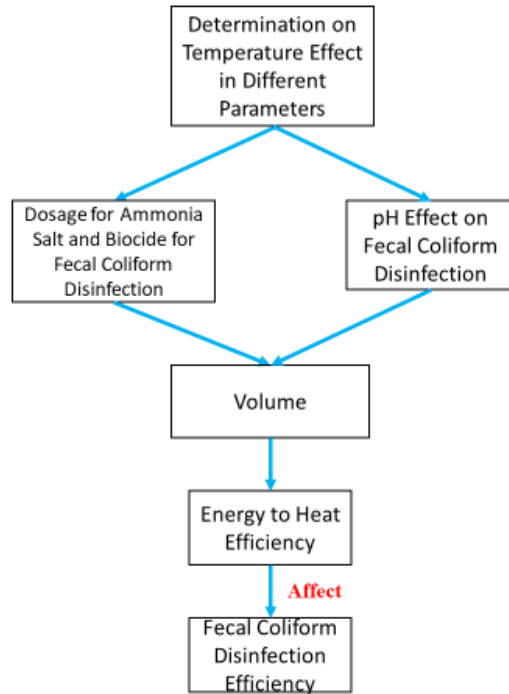 Determination on
Temperature Effect
in Different
Parameters
Dosage for Ammonia
Salt and Biocide for
Fecal Coliform
Disinfection
pH Effect on
Fecal Coliform
Disinfection
Volume
Energy to Heat
Efficiency
Affect
Fecal Coliform
Disinfection
Efficiency